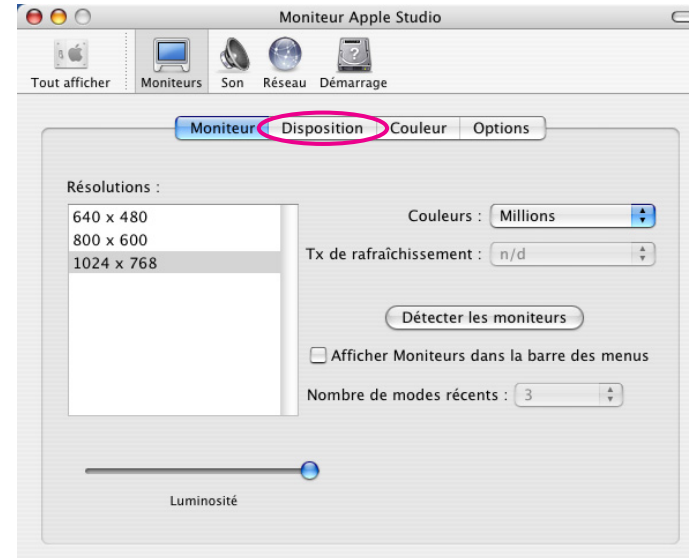 Moniteur Apple Studio
Tout afficher Moniteurs Son Réseau Démarrage
Moniteur Disposition Couleur Options
Résolutions :
640 x 480
800 x 600
1024 x 768
Couleurs : Millions
Tx de rafraîchissement : n/d
Détecter les moniteurs
Afficher Moniteurs dans la barre des menus
Nombre de modes récents : 3
Luminosité